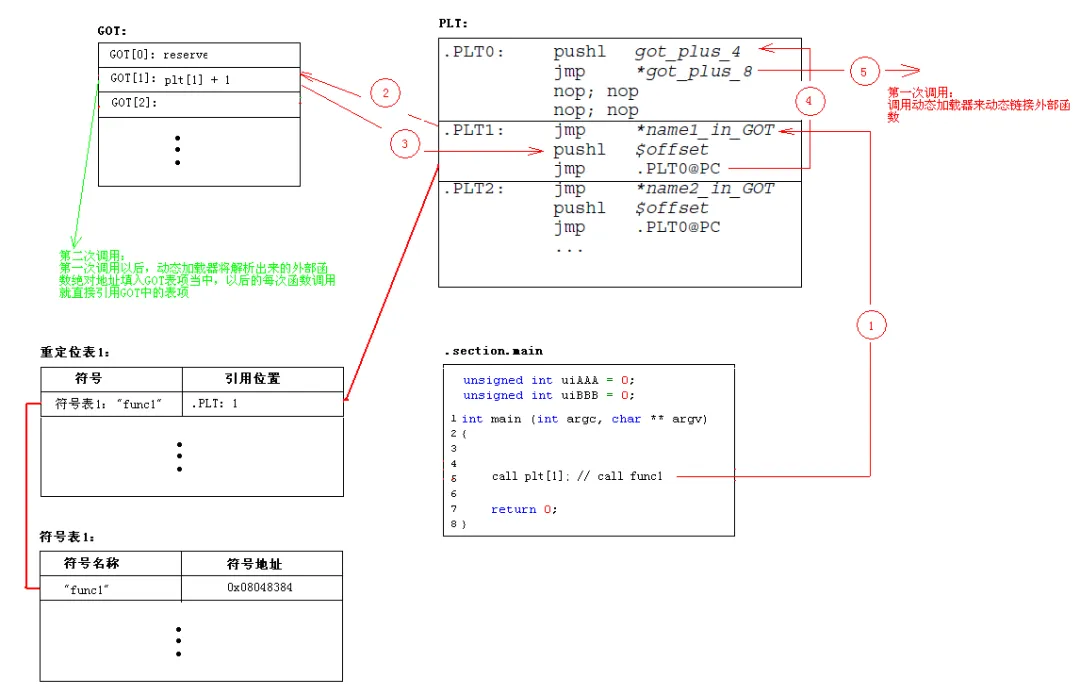 GOT:
GOT[0]: reserve
GOT[1]: plt[1] + 1
GOT[2]:
第二次调用:
第一次调用以后，动态加载器将解析出来的外部函
数绝对地址填入GOT表项当中，以后的每次函数调用
就直接引用GOT中的表项
PLT:
.PLT0: pushl got_plus_4
jmp *got_plus_8
nop; nop
nop; nop
.PLT1: jmp *name1_in_GOT
pushl $offset
jmp .PLT0@PC
.PLT2: jmp *name2_in_GOT
pushl $offset
jmp .PLT0@PC
...
2
3
4
5
1
第一次调用:
调用动态加载器来动态链接外部函
数
重定位表1:
符号 引用位置
符号表1: "func1" .PLT: 1
符号表1:
符号名称 符号地址
"func1" 0x08048384
.section.main
unsigned int uiAAA = 0;
unsigned int uiBBB = 0;
1 int main (int argc, char ** argv)
2 {
3
4
5 call plt[1]; // call func1
6
7 return 0;
8 }